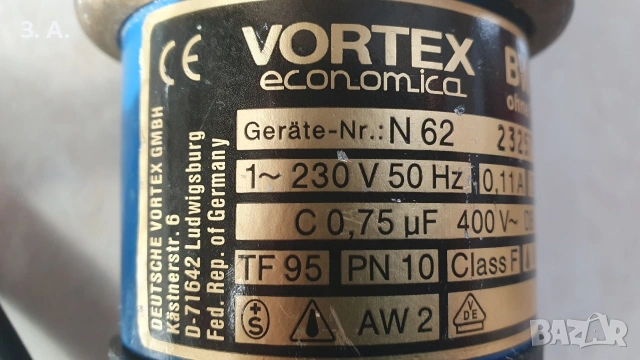 З. А.
CE
VORTEX
economica
Geräte-Nr.: N 62
1~ 230 V 50 Hz 0,11A
C 0,75 µF 400 V~
TF 95 PN 10 Class F
+S AW 2 VDE
DEUTSCHE VORTEX GMBH
Kästnerstr. 6
D-71642 Ludwigsburg
Fed. Rep. of Germany
BAZAR